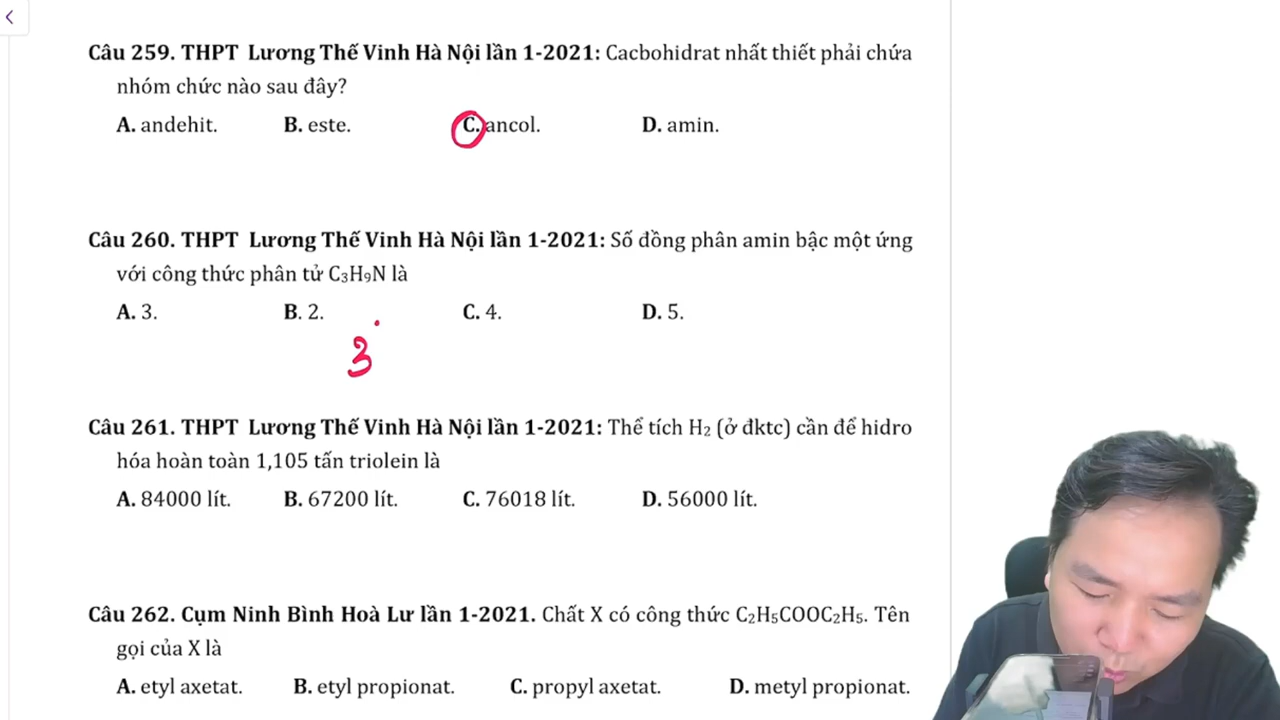 Câu 259. THPT Lương Thế Vinh Hà Nội lần 1-2021: Cacbohidrat nhất thiết phải chứa
nhóm chức nào sau đây?
A. andehit. B. este. C. ancol. D. amin.
Câu 260. THPT Lương Thế Vinh Hà Nội lần 1-2021: Số đồng phân amin bậc một ứng
với công thức phân tử C₃H₉N là
A. 3. B. 2. C. 4. D. 5.
3
Câu 261. THPT Lương Thế Vinh Hà Nội lần 1-2021: Thể tích H₂ (ở đktc) cần để hidro
hóa hoàn toàn 1,105 tấn triolein là
A. 84000 lít. B. 67200 lít. C. 76018 lít. D. 56000 lít.
Câu 262. Cụm Ninh Bình Hoà Lư lần 1-2021. Chất X có công thức C₂H₅COOC₂H₅. Tên
gọi của X là
A. etyl axetat. B. etyl propionat. C. propyl axetat. D. metyl propionat.